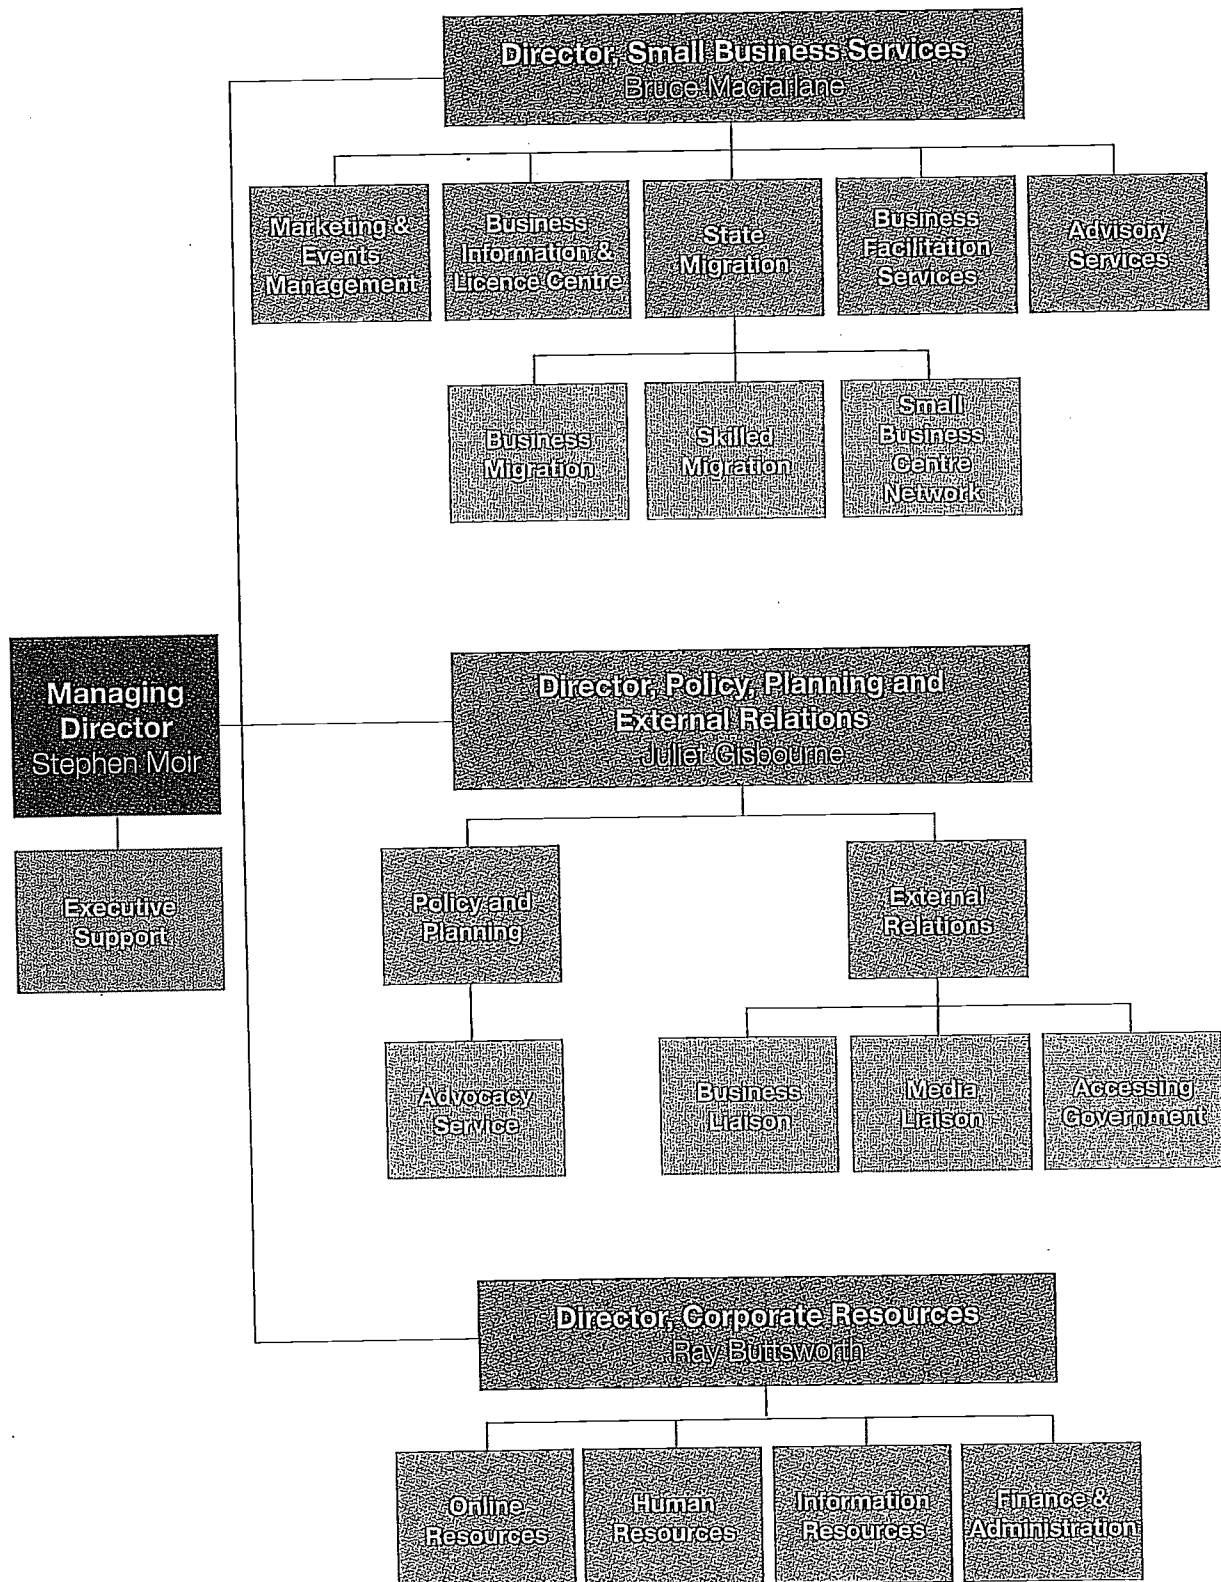 Director, Small Business Services
Bruce Macfarlane
Marketing &
Events
Management
Business
Information &
Licence Centre
State
Migration
Business
Facilitation
Services
Advisory
Services
Business
Migration
Skilled
Migration
Small
Business
Centre
Network
Managing
Director
Stephen Moir
Executive
Support
Director, Policy, Planning and
External Relations
Juliet Gisbourne
Policy and
Planning
External
Relations
Advocacy
Service
Business
Liaison
Media
Liaison
Accessing
Government
Director, Corporate Resources
Ray Buttsworth
Online
Resources
Human
Resources
Information
Resources
Finance &
Administration